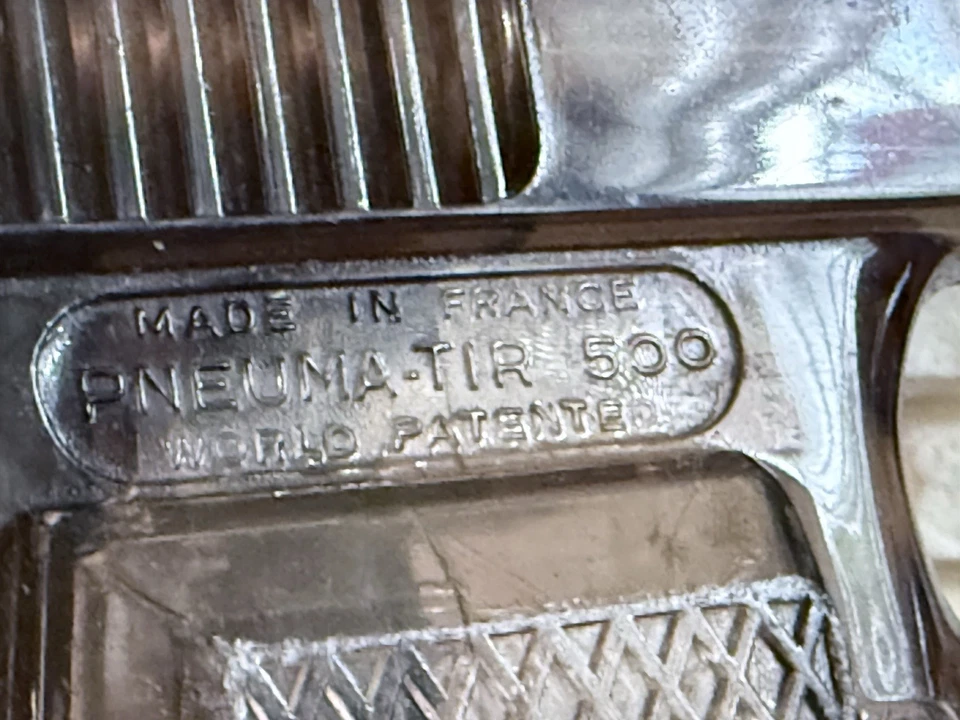 MADE IN FRANCE
PNEUMA-TIR 500
WORLD PATENTED